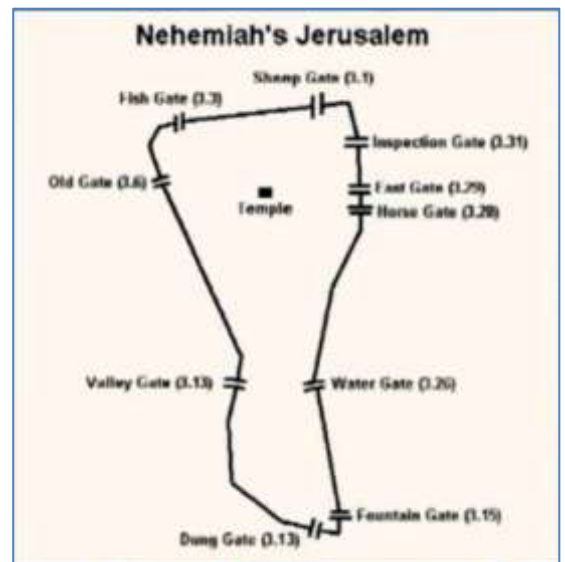 Nehemiah's Jerusalem
Sheep Gate (3.1)
Fish Gate (3.3)
Inspection Gate (3.31)
Old Gate (3.6)
East Gate (3.29)
Temple
Horse Gate (3.28)
Valley Gate (3.13)
Water Gate (3.26)
Fountain Gate (3.15)
Dung Gate (3.13)